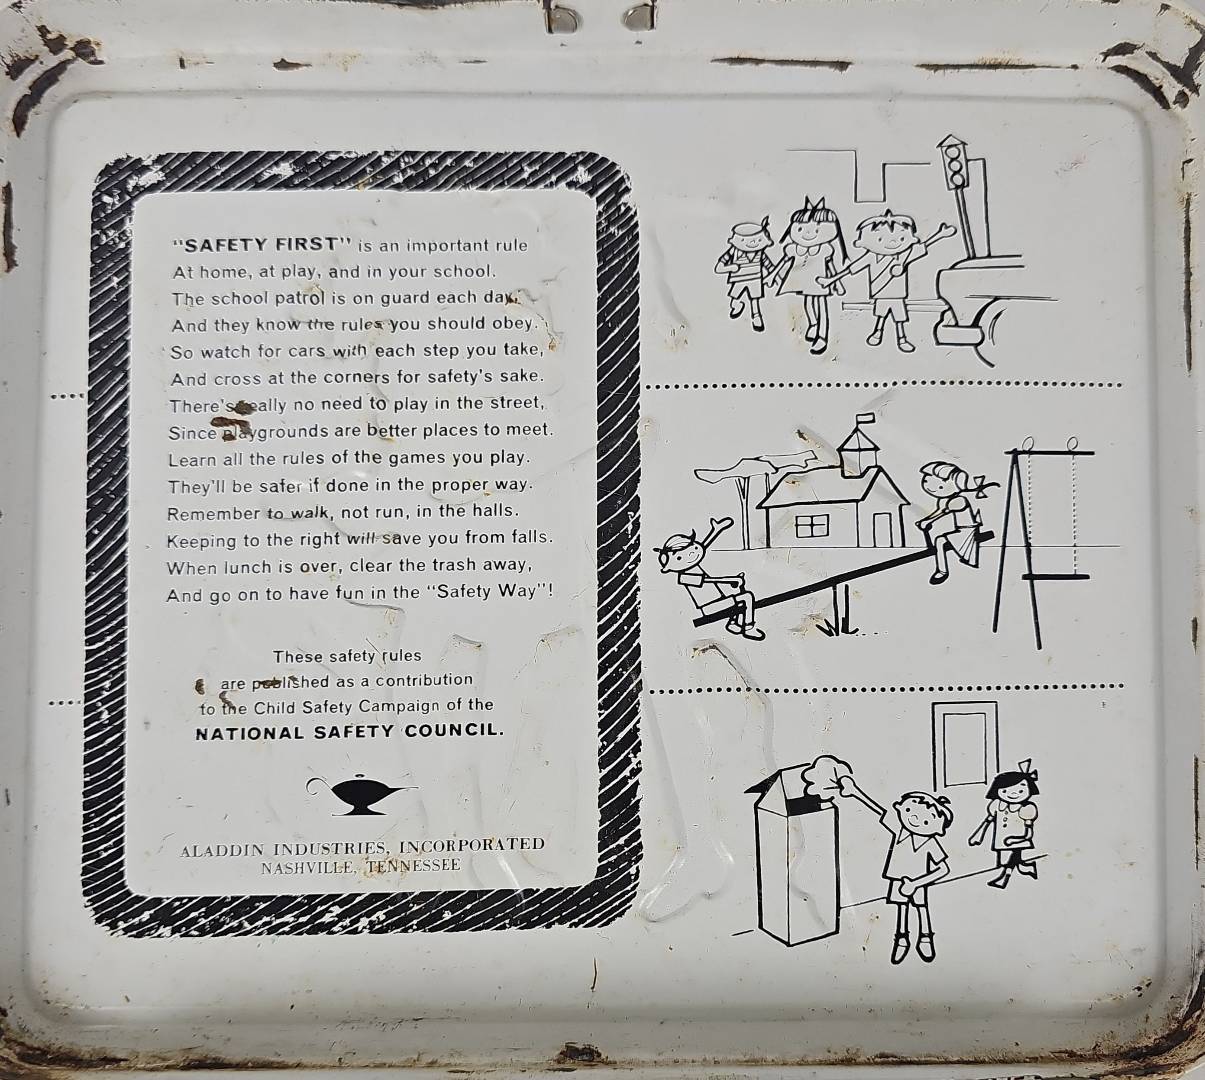 "SAFETY FIRST" is an important rule
At home, at play, and in your school.
The school patrol is on guard each day,
And they know the rules you should obey.
So watch for cars with each step you take,
And cross at the corners for safety's sake.
There's really no need to play in the street,
Since playgrounds are better places to meet.
Learn all the rules of the games you play.
They'll be safer if done in the proper way.
Remember to walk, not run, in the halls.
Keeping to the right will save you from falls.
When lunch is over, clear the trash away,
And go on to have fun in the "Safety Way"!
These safety rules
are published as a contribution
to the Child Safety Campaign of the
NATIONAL SAFETY COUNCIL.
ALADDIN INDUSTRIES, INCORPORATED
NASHVILLE, TENNESSEE